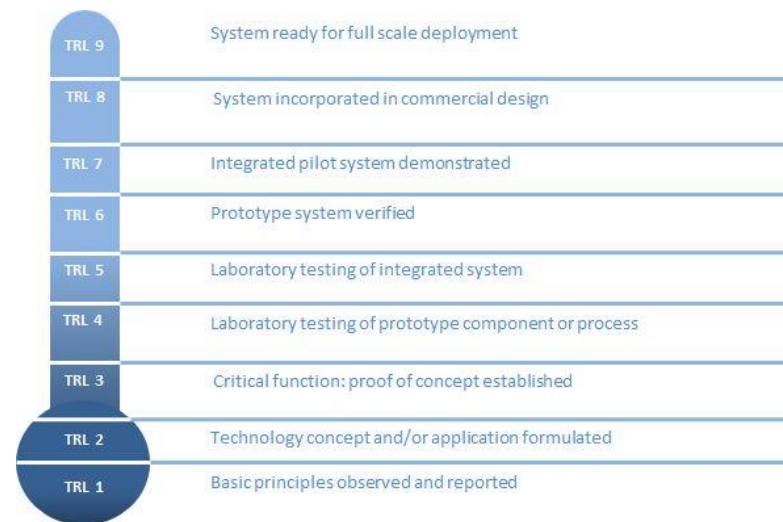 TRL 9 System ready for full scale deployment
TRL 8 System incorporated in commercial design
TRL 7 Integrated pilot system demonstrated
TRL 6 Prototype system verified
TRL 5 Laboratory testing of integrated system
TRL 4 Laboratory testing of prototype component or process
TRL 3 Critical function: proof of concept established
TRL 2 Technology concept and/or application formulated
TRL 1 Basic principles observed and reported